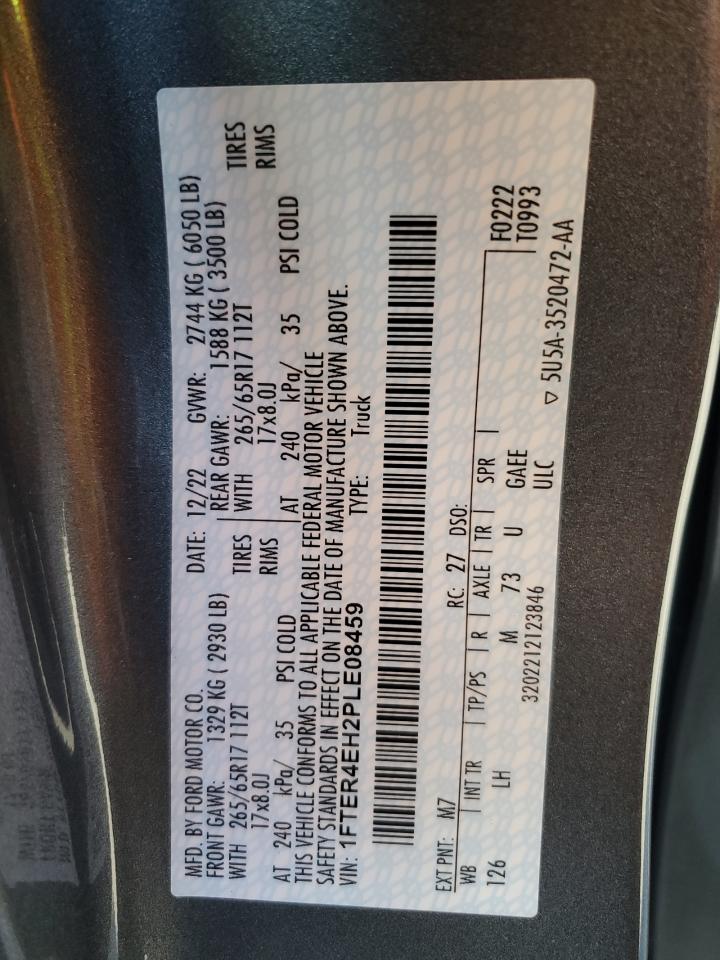 MFD. BY FORD MOTOR CO. DATE: 12/22 GVWR: 2744 KG ( 6050 LB)
FRONT GAWR: 1329 KG ( 2930 LB) REAR GAWR: 1588 KG ( 3500 LB)
WITH 265/65R17 112T TIRES WITH 265/65R17 112T TIRES
17x8.0J RIMS 17x8.0J RIMS
AT 240 kPa/ 35 PSI COLD AT 240 kPa/ 35 PSI COLD
THIS VEHICLE CONFORMS TO ALL APPLICABLE FEDERAL MOTOR VEHICLE
SAFETY STANDARDS IN EFFECT ON THE DATE OF MANUFACTURE SHOWN ABOVE.
VIN: 1FTER4EH2PLE08459 TYPE: Truck
EXT PNT: M7 RC: 27 DSO: F0222
WB INT TR TP/PS R AXLE TR SPR T0993
126 LH M 73 U GAEE
3202212123846 ULC ▽ 5U5A-3520472-AA